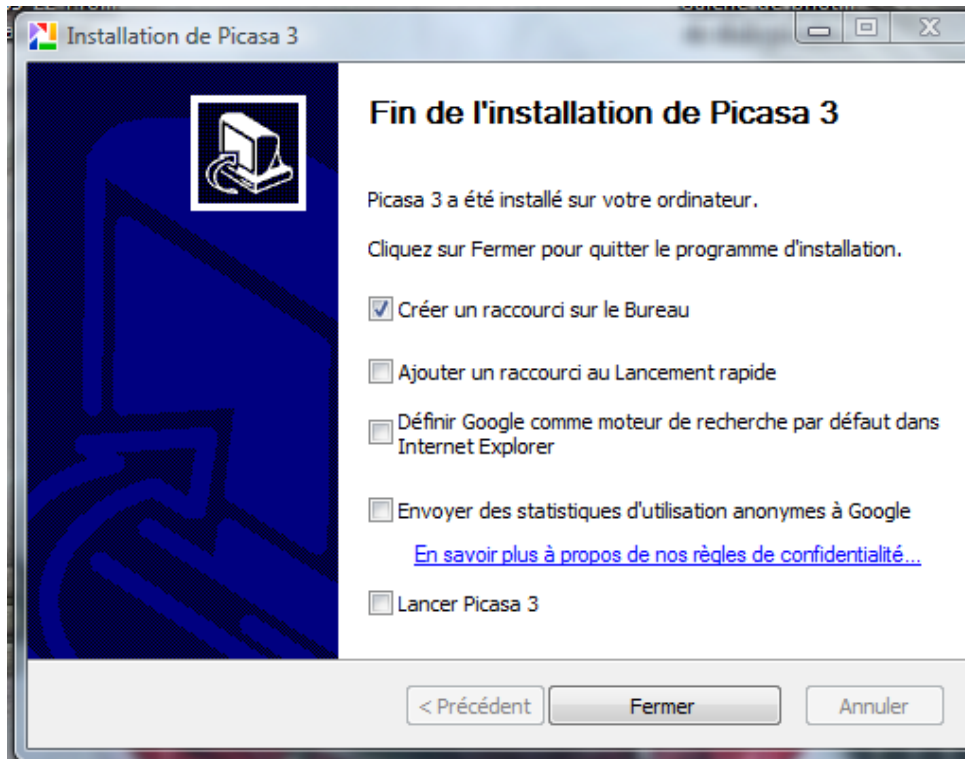 Installation de Picasa 3
Fin de l'installation de Picasa 3
Picasa 3 a été installé sur votre ordinateur.
Cliquez sur Fermer pour quitter le programme d'installation.
Créer un raccourci sur le Bureau
Ajouter un raccourci au Lancement rapide
Définir Google comme moteur de recherche par défaut dans
Internet Explorer
Envoyer des statistiques d'utilisation anonymes à Google
En savoir plus à propos de nos règles de confidentialité...
Lancer Picasa 3
< Précédent
Fermer
Annuler